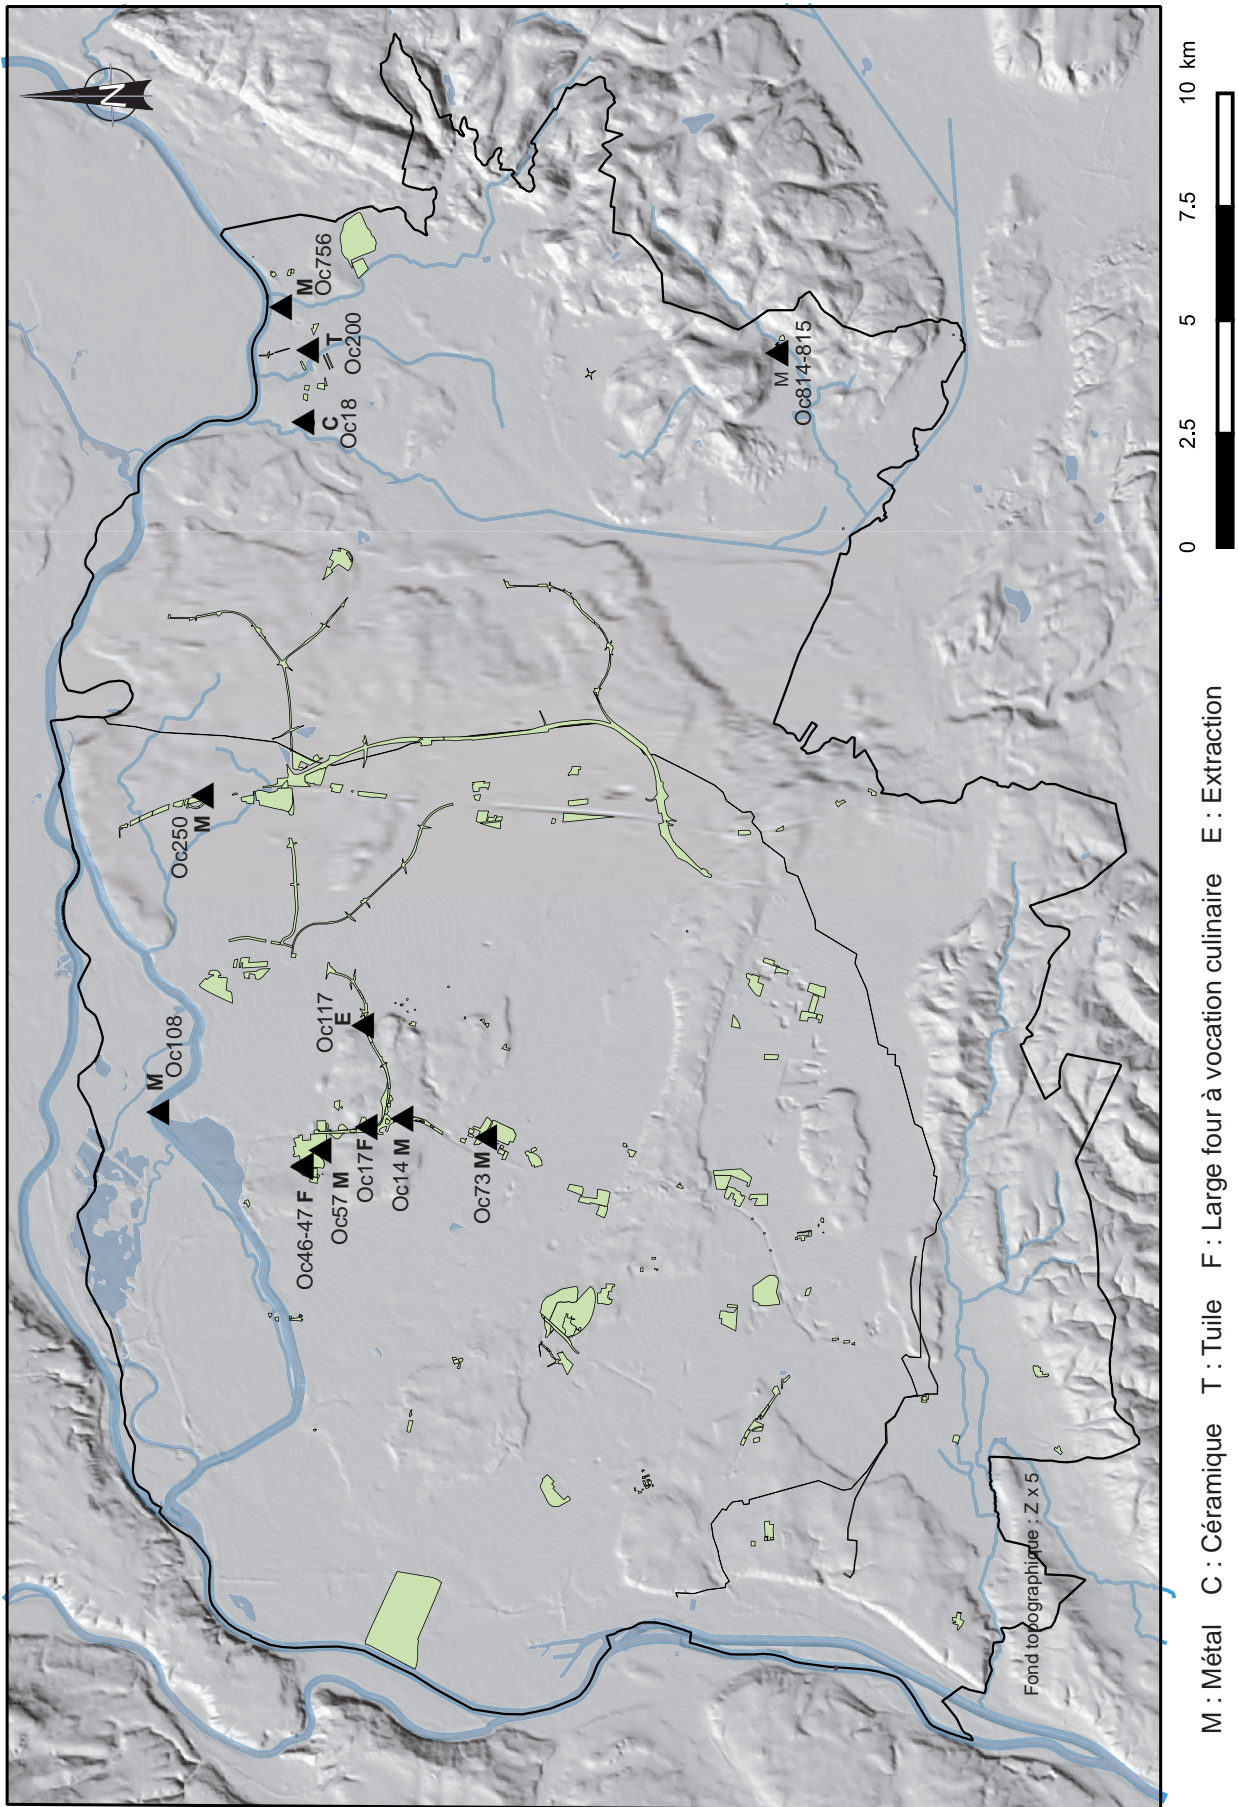 N
M
Oc756
T
Oc200
C
Oc18
M
Oc814-815
Oc250
M
M
Oc108
Oc117
E
Oc46-47 F
Oc57 M
Oc17 F
Oc14 M
Oc73 M
Fond topographique : Z x 5
0 2.5 5 7.5 10 km
M : Métal C : Céramique T : Tuile F : Large four à vocation culinaire E : Extraction